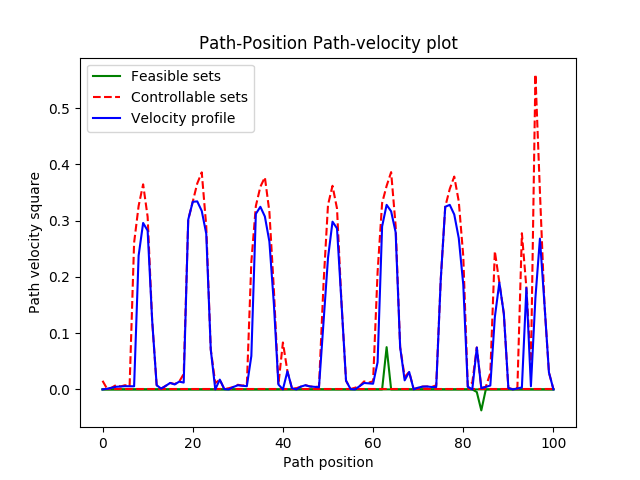 Path-Position Path-velocity plot
Feasible sets
Controllable sets
Velocity profile
Path velocity square
0.5
0.4
0.3
0.2
0.1
0.0
0 20 40 60 80 100
Path position